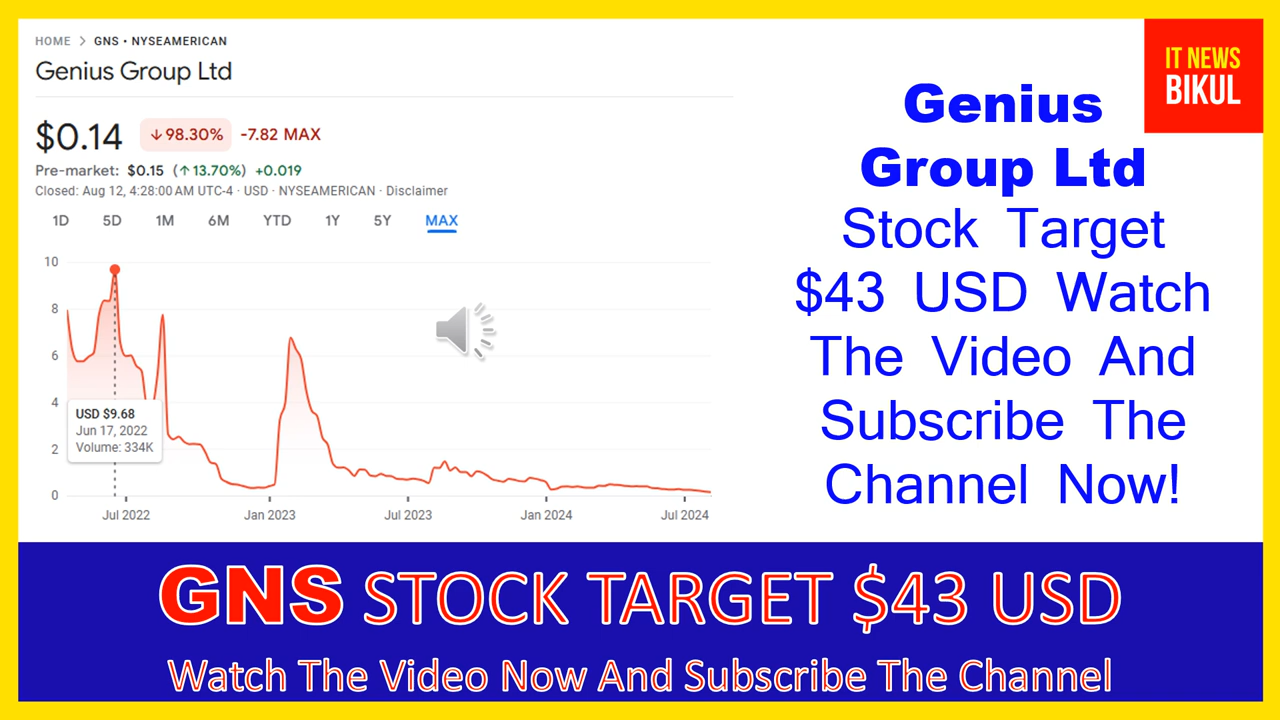 HOME > GNS • NYSEAMERICAN
Genius Group Ltd
$0.14 ↓98.30% -7.82 MAX
Pre-market: $0.15 (↑13.70%) +0.019
Closed: Aug 12, 4:28:00 AM UTC-4 · USD · NYSEAMERICAN · Disclaimer
1D 5D 1M 6M YTD 1Y 5Y MAX
10
8
6
4
2
0
USD $9.68
Jun 17, 2022
Volume: 334K
Jul 2022 Jan 2023 Jul 2023 Jan 2024 Jul 2024
IT NEWS
BIKUL
Genius
Group Ltd
Stock Target
$43 USD Watch
The Video And
Subscribe The
Channel Now!
GNS STOCK TARGET $43 USD
Watch The Video Now And Subscribe The Channel